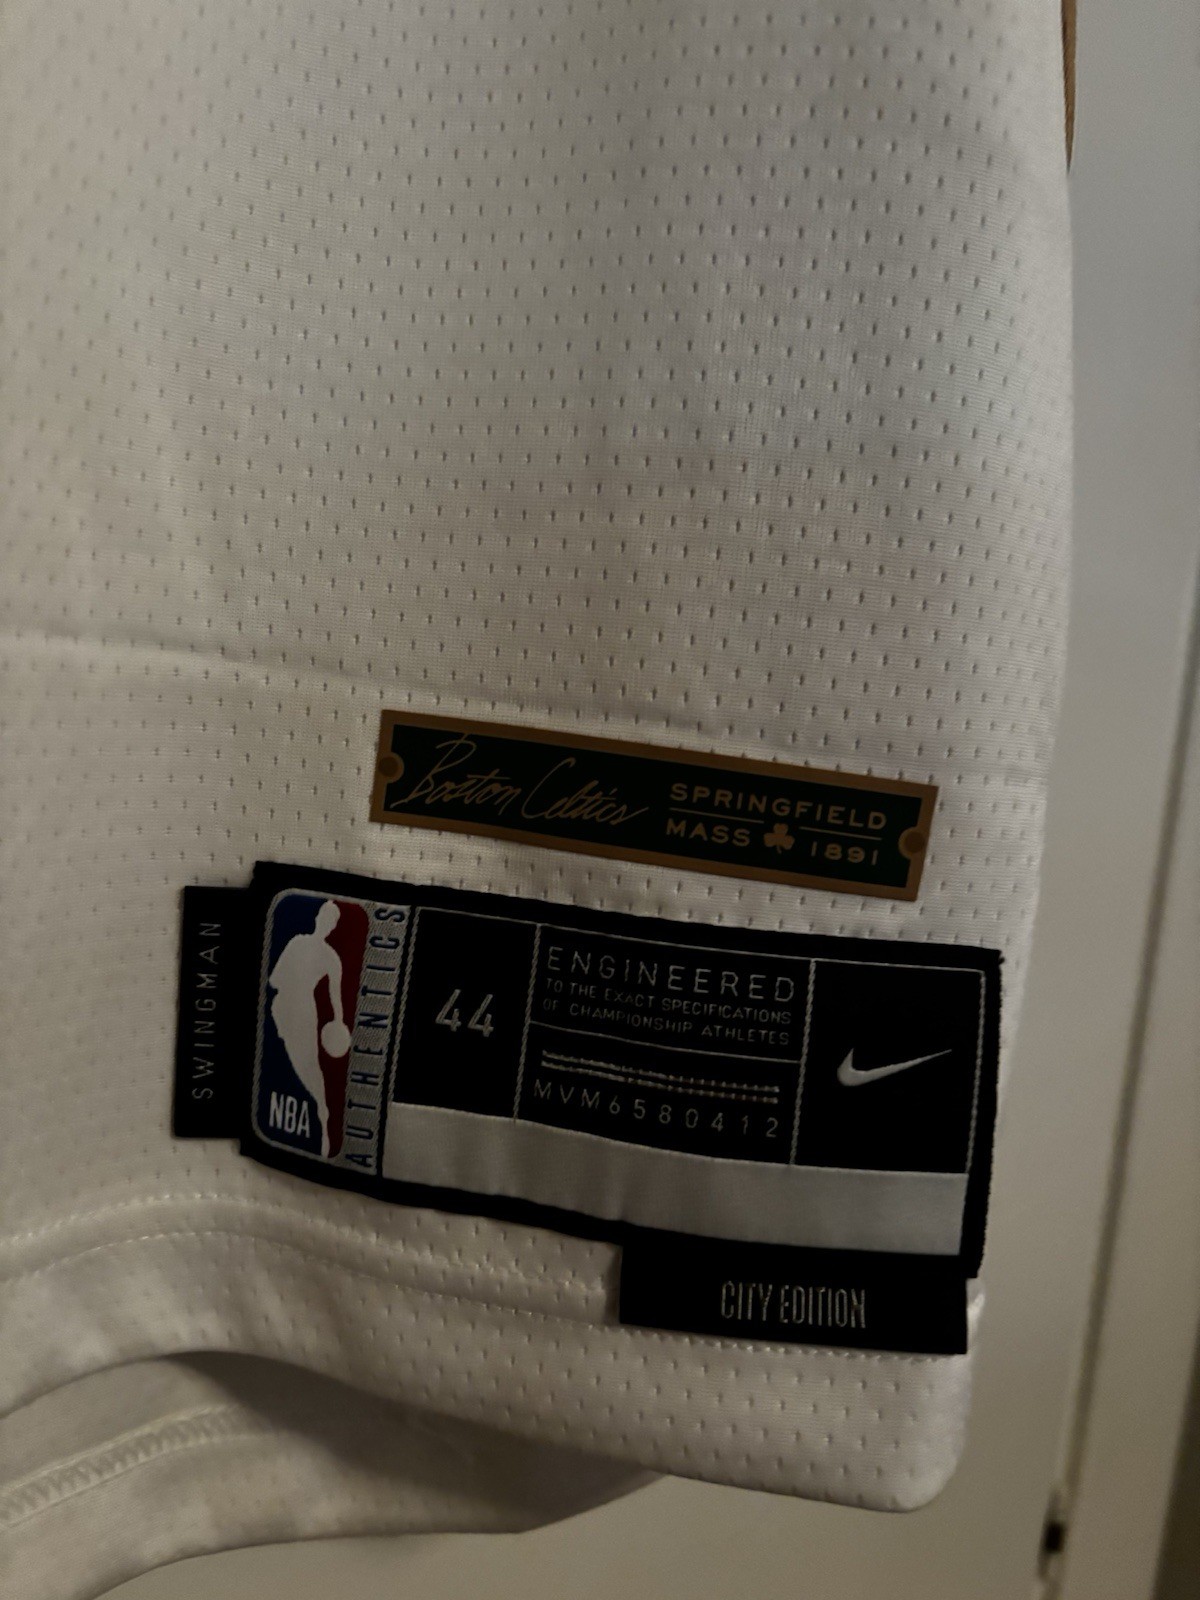 Boston Celtics
SPRINGFIELD
MASS 1891
SWINGMAN
NBA
AUTHENTICS
44
ENGINEERED
TO THE EXACT SPECIFICATIONS
OF CHAMPIONSHIP ATHLETES
MVM6580412
CITY EDITION